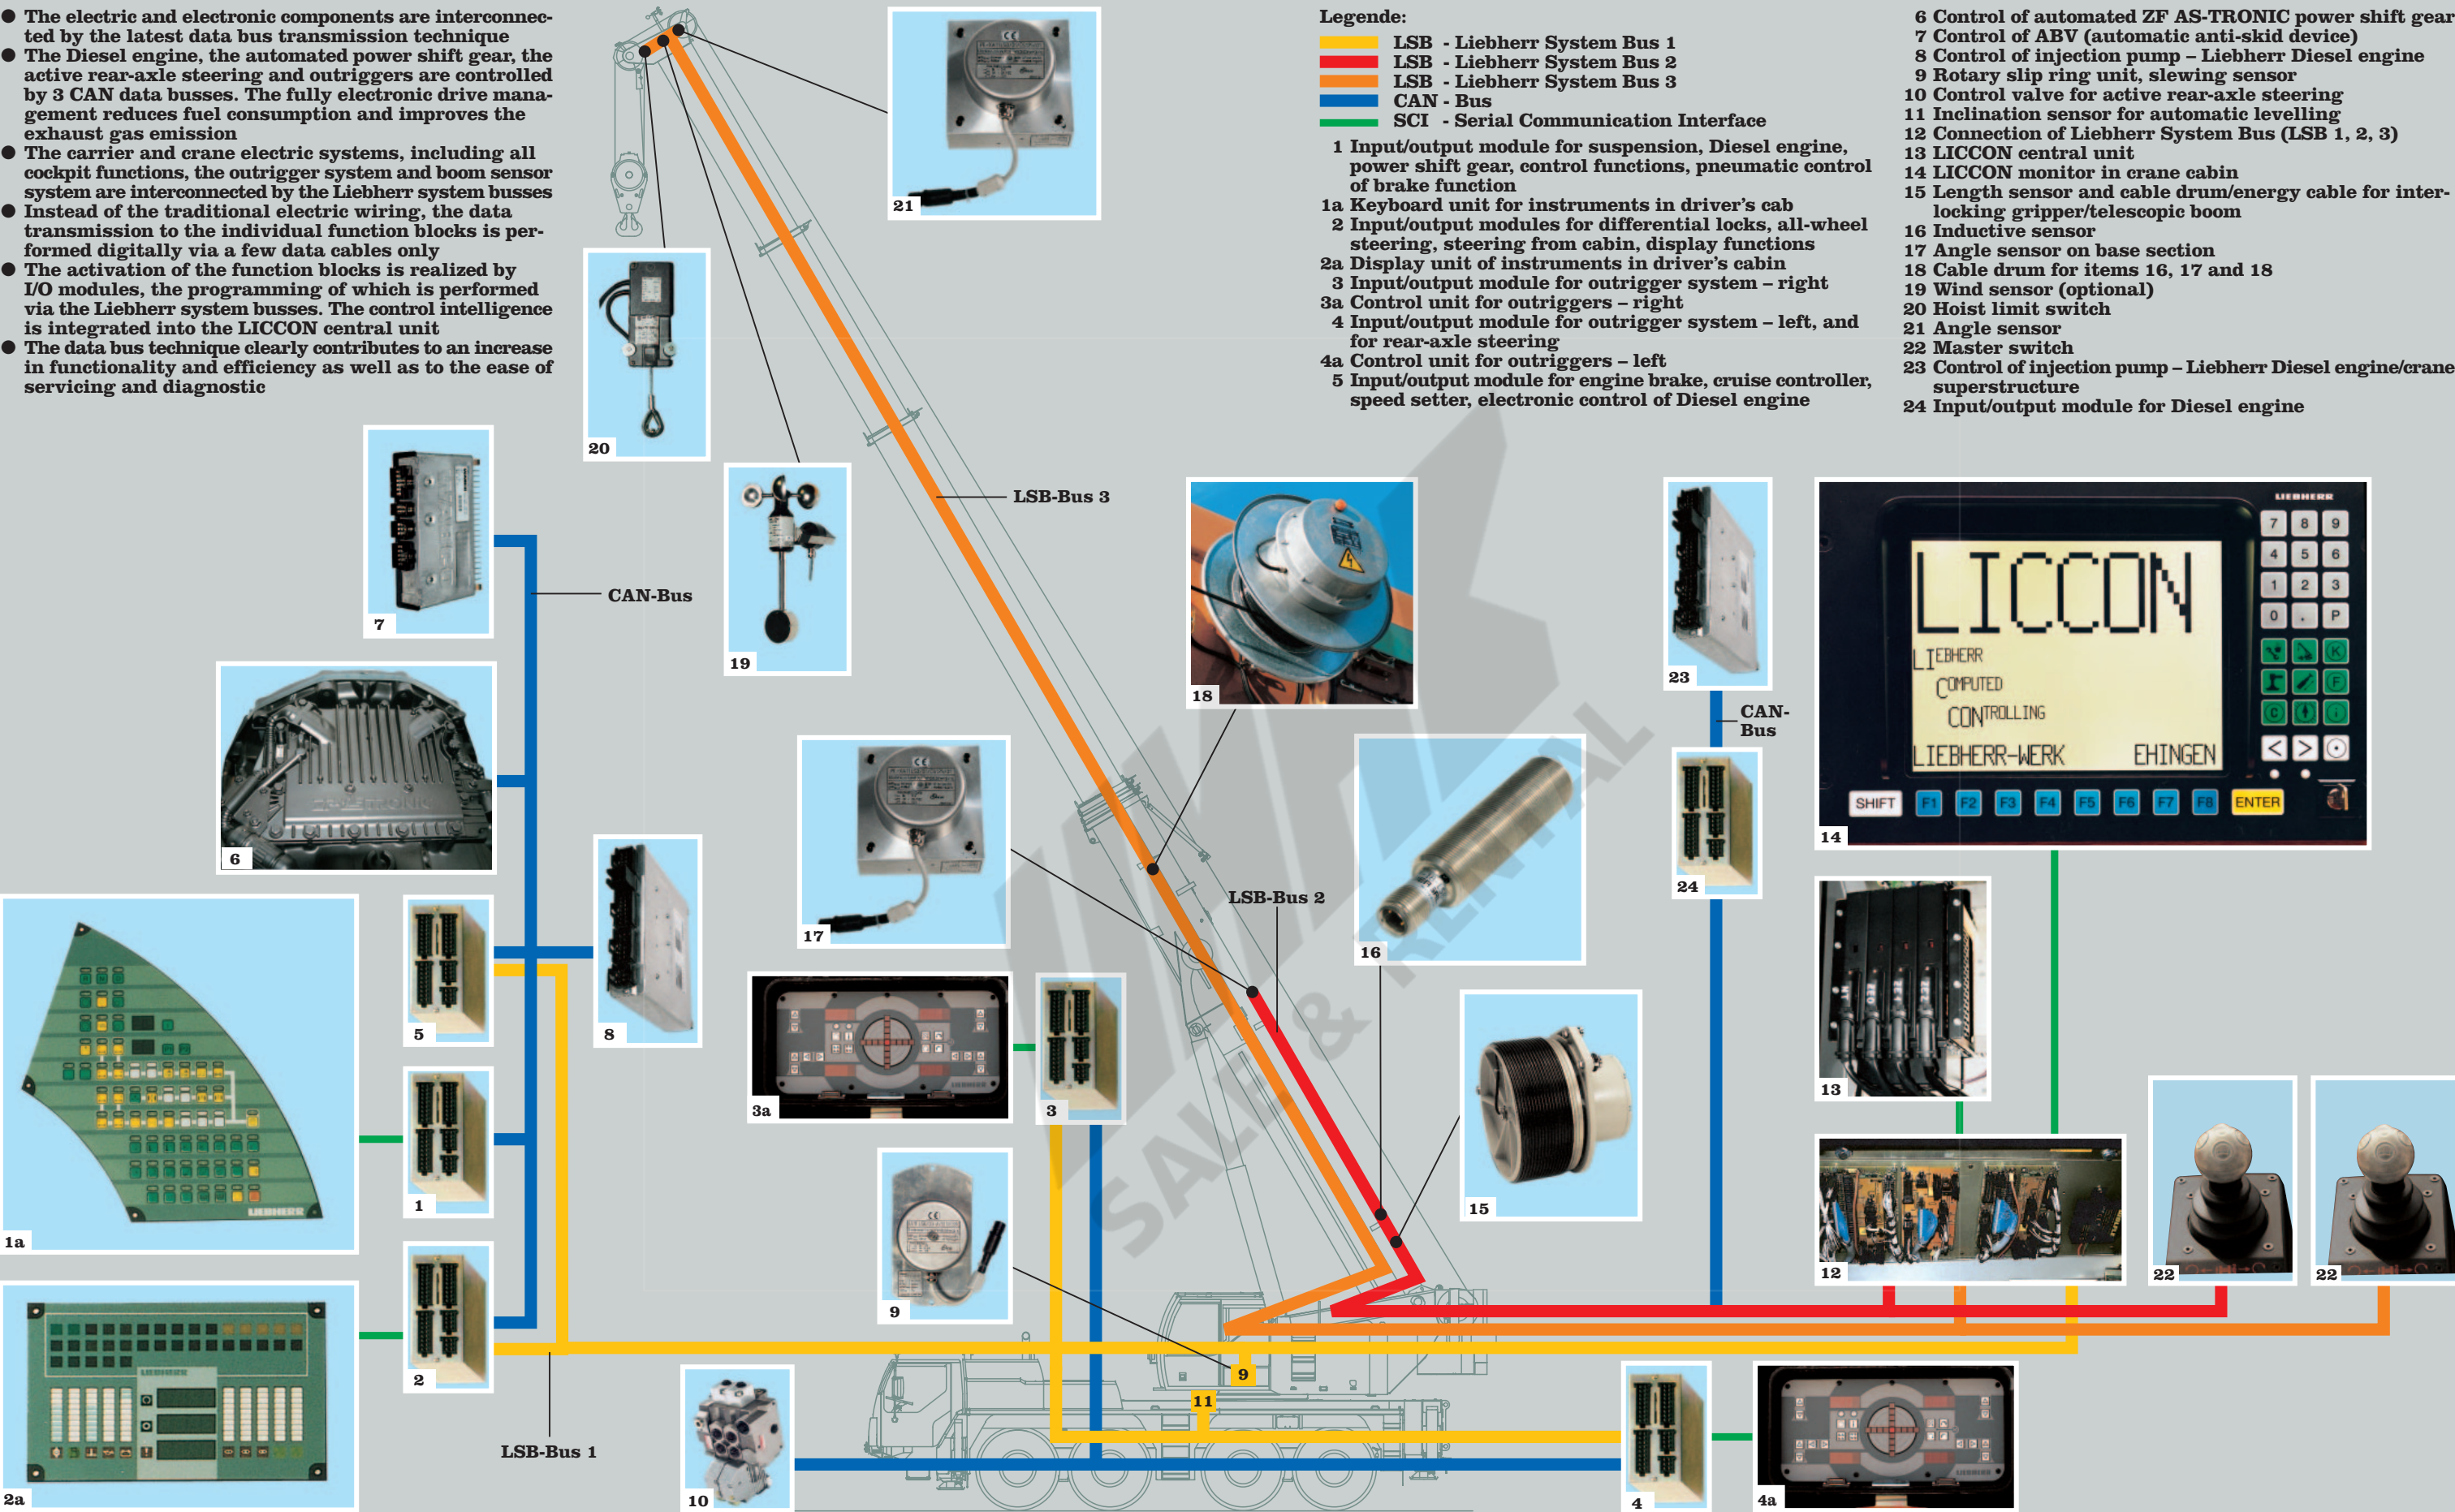 ● The electric and electronic components are interconnec-
ted by the latest data bus transmission technique
● The Diesel engine, the automated power shift gear, the
active rear-axle steering and outriggers are controlled
by 3 CAN data busses. The fully electronic drive mana-
gement reduces fuel consumption and improves the
exhaust gas emission
● The carrier and crane electric systems, including all
cockpit functions, the outrigger system and boom sensor
system are interconnected by the Liebherr system busses
● Instead of the traditional electric wiring, the data
transmission to the individual function blocks is per-
formed digitally via a few data cables only
● The activation of the function blocks is realized by
I/O modules, the programming of which is performed
via the Liebherr system busses. The control intelligence
is integrated into the LICCON central unit
● The data bus technique clearly contributes to an increase
in functionality and efficiency as well as to the ease of
servicing and diagnostic
Legende:
LSB - Liebherr System Bus 1
LSB - Liebherr System Bus 2
LSB - Liebherr System Bus 3
CAN - Bus
SCI - Serial Communication Interface
1 Input/output module for suspension, Diesel engine,
power shift gear, control functions, pneumatic control
of brake function
1a Keyboard unit for instruments in driver's cab
2 Input/output modules for differential locks, all-wheel
steering, steering from cabin, display functions
2a Display unit of instruments in driver's cabin
3 Input/output module for outrigger system – right
3a Control unit for outriggers – right
4 Input/output module for outrigger system – left, and
for rear-axle steering
4a Control unit for outriggers – left
5 Input/output module for engine brake, cruise controller,
speed setter, electronic control of Diesel engine
6 Control of automated ZF AS-TRONIC power shift gear
7 Control of ABV (automatic anti-skid device)
8 Control of injection pump – Liebherr Diesel engine
9 Rotary slip ring unit, slewing sensor
10 Control valve for active rear-axle steering
11 Inclination sensor for automatic levelling
12 Connection of Liebherr System Bus (LSB 1, 2, 3)
13 LICCON central unit
14 LICCON monitor in crane cabin
15 Length sensor and cable drum/energy cable for inter-
locking gripper/telescopic boom
16 Inductive sensor
17 Angle sensor on base section
18 Cable drum for items 16, 17 and 18
19 Wind sensor (optional)
20 Hoist limit switch
21 Angle sensor
22 Master switch
23 Control of injection pump – Liebherr Diesel engine/crane
superstructure
24 Input/output module for Diesel engine
21
20
7
CAN-Bus
19
LSB-Bus 3
18
23
CAN-
Bus
24
LIEBHERR
7 8 9
4 5 6
1 2 3
0 . P
K
F
C i
< >
LICCON
LIEBHERR
COMPUTED
CONTROLLING
LIEBHERR-WERK EHINGEN
SHIFT F1 F2 F3 F4 F5 F6 F7 F8 ENTER
14
6
17
16
LSB-Bus 2
5
8
LIEBHERR
1a
1
3a
3
15
13
9
12
22
22
LIEBHERR
2a
2
LSB-Bus 1
10
9
11
4
LIEBHERR
4a
SALE & RENTAL